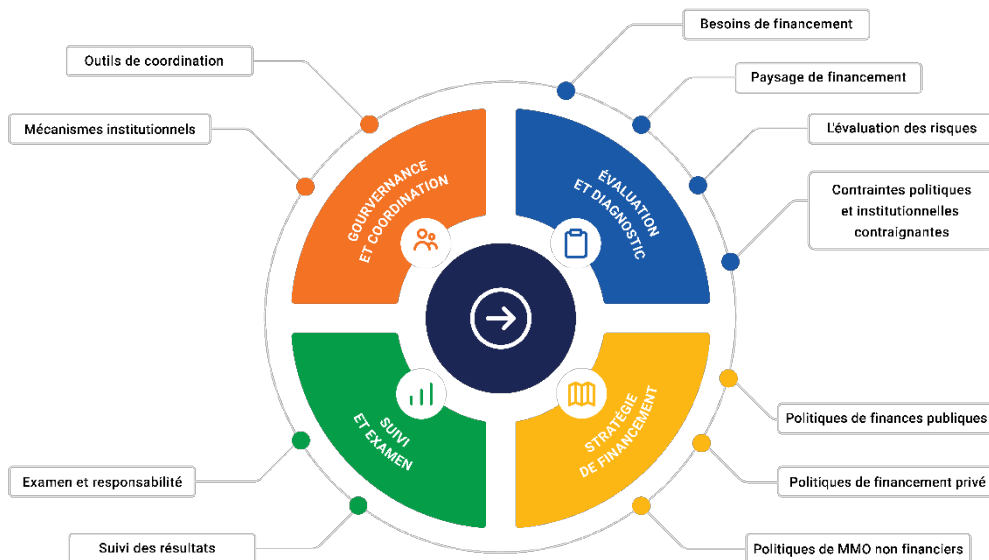 Besoins de financement
Outils de coordination
Paysage de financement
Mécanismes institutionnels
L'évaluation des risques
Contraintes politiques
et institutionnelles
contraignantes
GOURVERNANCE
ET COORDINATION
ÉVALUATION
ET DIAGNOSTIC
SUIVI
ET EXAMEN
STRATÉGIE
DE FINANCEMENT
Politiques de finances publiques
Examen et responsabilité
Politiques de financement privé
Suivi des résultats
Politiques de MMO non financiers